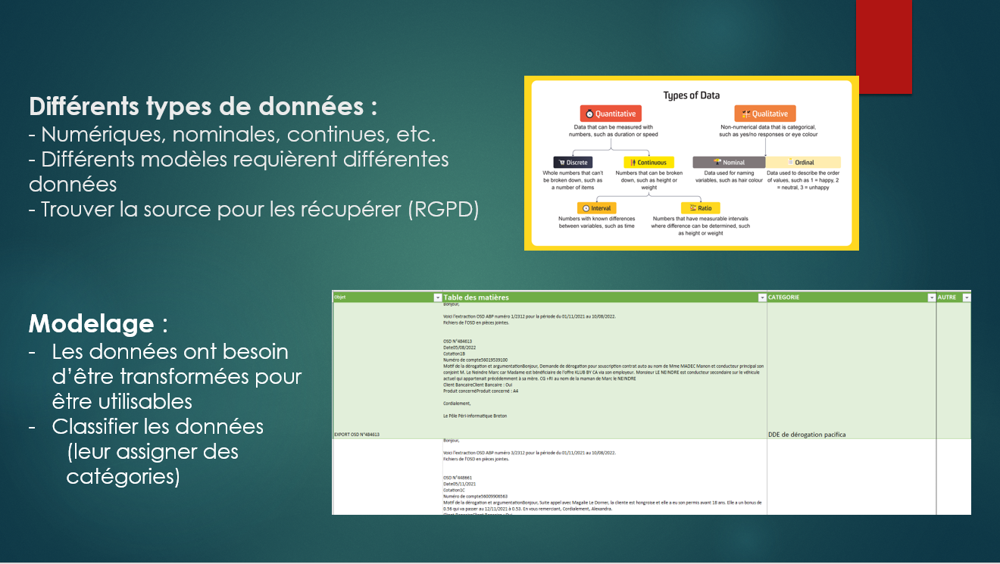 Différents types de données :
- Numériques, nominales, continues, etc.
- Différents modèles requièrent différentes
données
- Trouver la source pour les récupérer (RGPD)
Types of Data
Quantitative
Data that can be measured with
numbers, such as duration or speed
Qualitative
Non-numerical data that is categorical,
such as yes/no responses or eye colour
Discrete
Whole numbers that can't
be broken down, such as
a number of items
Continuous
Numbers that can be broken
down, such as height or
weight
Nominal
Data used for naming
variables, such as hair colour
Ordinal
Data used to describe the order
of values, such as 1 = happy, 2
= neutral, 3 = unhappy
Interval
Numbers with known differences
between variables, such as time
Ratio
Numbers that have measurable intervals
where difference can be determined, such
as height or weight
Modelage :
- Les données ont besoin
d’être transformées pour
être utilisables
- Classifier les données
(leur assigner des
catégories)
Objet Table des matières CATEGORIE AUTRE
Bonjour,
Voici l'extraction OSD ABP numéro 1/2312 pour la période du 01/11/2021 au 10/08/2022.
Fichiers de l'OSD en pièces jointes.
OSD N°484613
Date05/08/2022
Cotation1B
Numéro de compte56019539100
Motif de la dérogation et argumentationBonjour, Demande de dérogation pour souscription contrat auto au nom de Mme MADEC Manon et conducteur principal son
conjoint M. Le Neindre Marc car Madame est bénéficiaire de l'offre KLUB BY CA via son employeur. Monsieur LE NEINDRE est conducteur secondaire sur le véhicule
actuel qui appartenait précédemment à sa mère. CG +RI au nom de la maman de Marc le NEINDRE
Client BancaireClient Bancaire : Oui
Produit concernéProduit concerné : A4
Cordialement,
Le Pôle Péri-Informatique Breton
EXPORT OSD N°484613 DDE de dérogation pacifica
Bonjour,
Voici l'extraction OSD ABP numéro 3/2312 pour la période du 01/11/2021 au 10/08/2022.
Fichiers de l'OSD en pièces jointes.
OSD N°448661
Date05/11/2021
Cotation1C
Numéro de compte56009906563
Motif de la dérogation et argumentationBonjour, Suite appel avec Magalie Le Dorner, la cliente est hongroise et elle a eu son permis avant 18 ans. Elle a un bonus de
0.56 qui va passer au 12/11/2021 à 0.53. En vous remerciant, Cordialement, Alexandra.
Client BancaireClient Bancaire : Oui